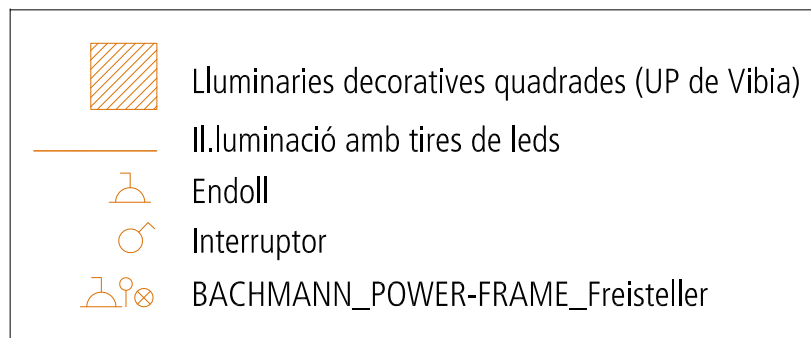 Lluminaries decoratives quadrades (UP de Vibia)
Il.luminació amb tires de leds
Endoll
Interruptor
BACHMANN_POWER-FRAME_Freisteller